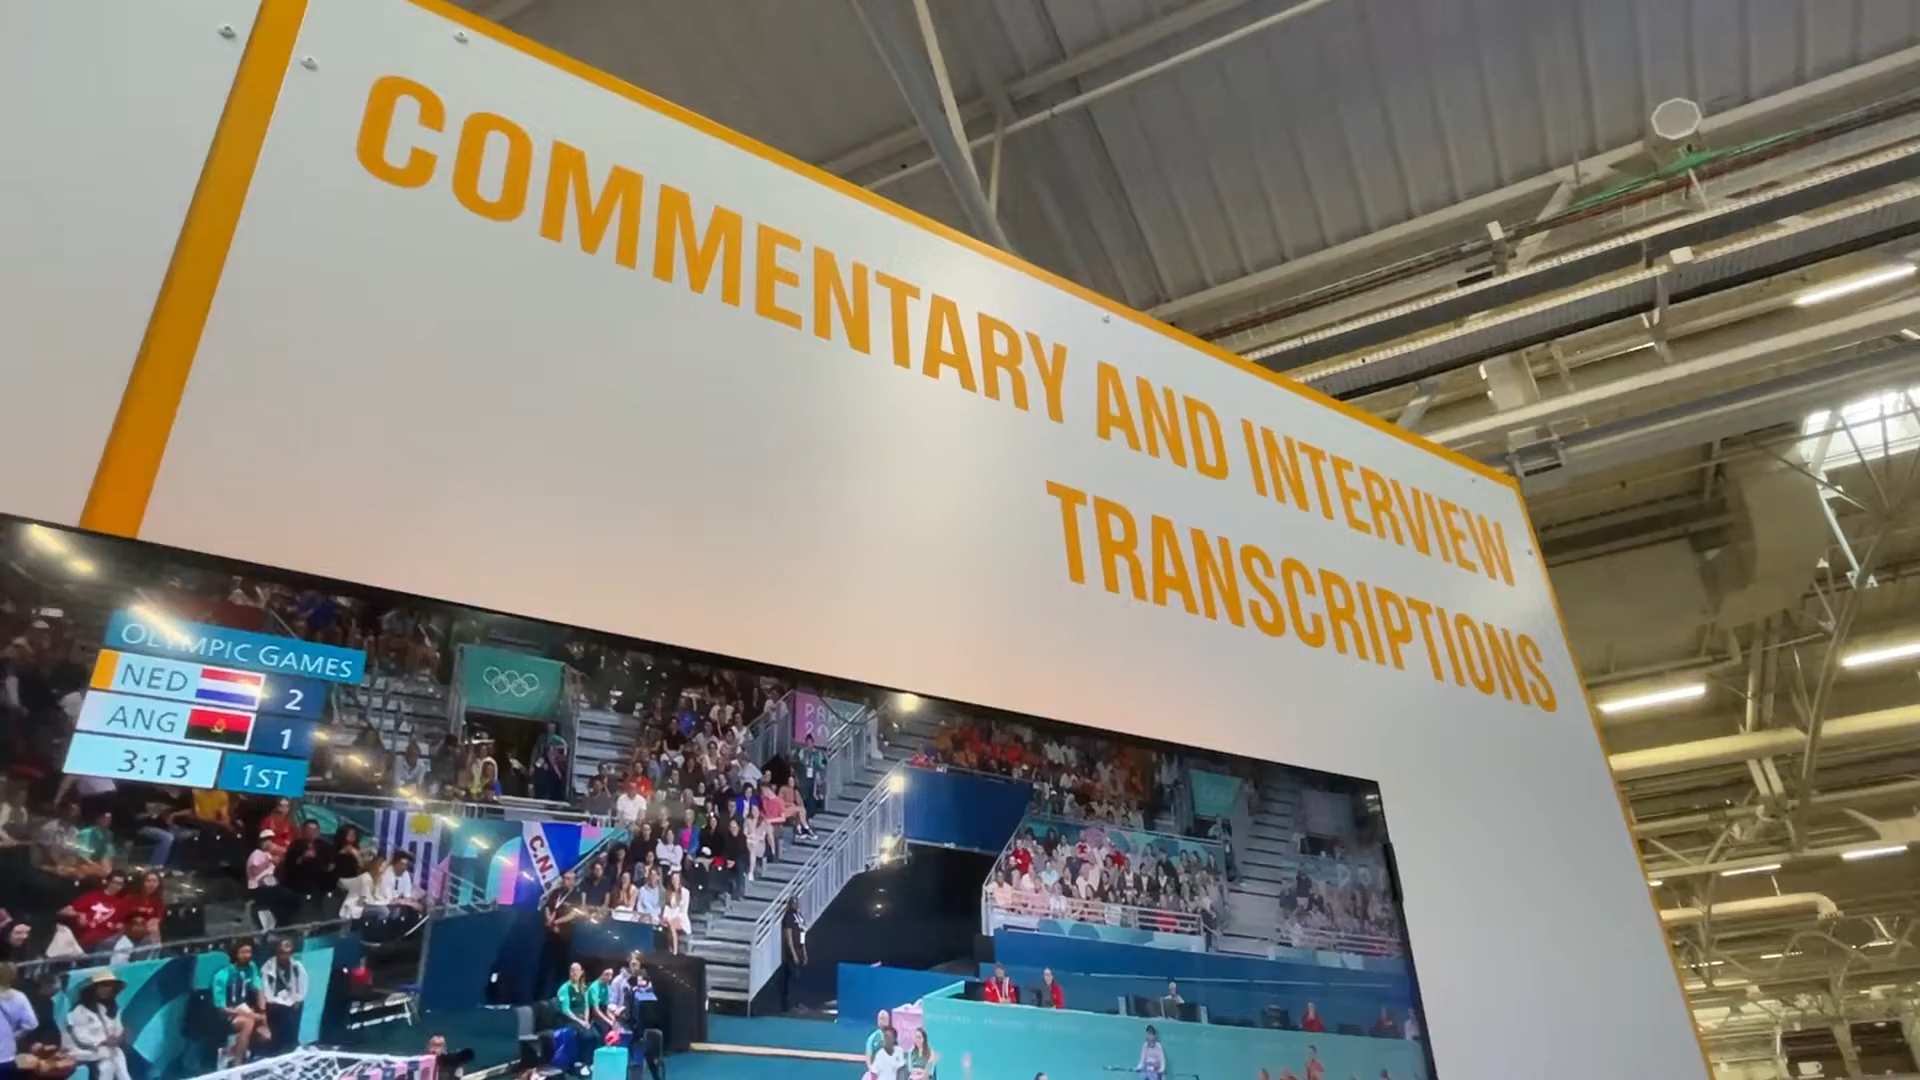 COMMENTARY AND INTERVIEW
TRANSCRIPTIONS
OLYMPIC GAMES
NED 2
ANG 1
3:13 1ST
C.N.